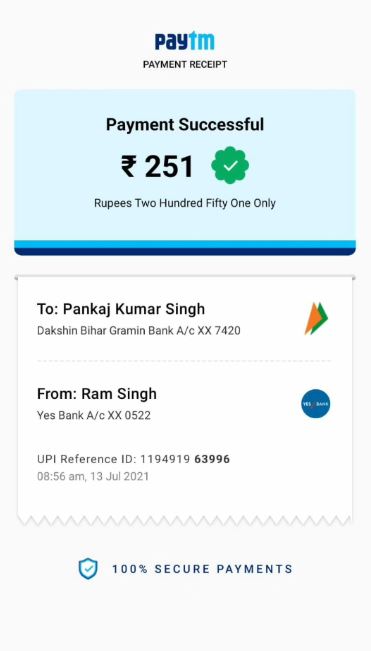 paytm
PAYMENT RECEIPT
Payment Successful
₹ 251
Rupees Two Hundred Fifty One Only
To: Pankaj Kumar Singh
Dakshin Bihar Gramin Bank A/c XX 7420
From: Ram Singh
Yes Bank A/c XX 0522
YES BANK
UPI Reference ID: 1194919 63996
08:56 am, 13 Jul 2021
100% SECURE PAYMENTS